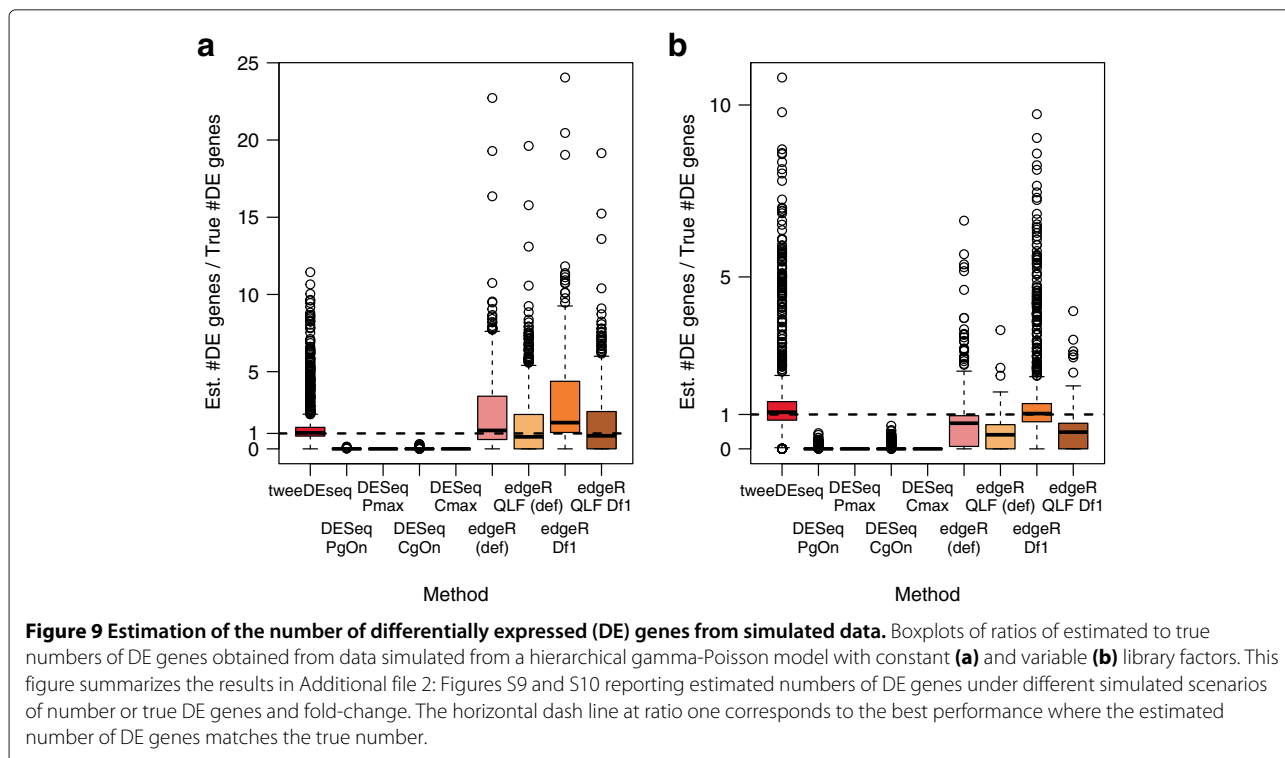 a
b
25
20
15
10
5
1
0
Est. #DE genes / True #DE genes
10
5
1
0
Est. #DE genes / True #DE genes
tweeDEseq
DESeq
PgOn
DESeq
Pmax
DESeq
CgOn
DESeq
Cmax
edgeR
(def)
edgeR
QLF (def)
edgeR
Df1
edgeR
QLF Df1
Method
tweeDEseq
DESeq
PgOn
DESeq
Pmax
DESeq
CgOn
DESeq
Cmax
edgeR
(def)
edgeR
QLF (def)
edgeR
Df1
edgeR
QLF Df1
Method
Figure 9 Estimation of the number of differentially expressed (DE) genes from simulated data. Boxplots of ratios of estimated to true
numbers of DE genes obtained from data simulated from a hierarchical gamma-Poisson model with constant (a) and variable (b) library factors. This
figure summarizes the results in Additional file 2: Figures S9 and S10 reporting estimated numbers of DE genes under different simulated scenarios
of number or true DE genes and fold-change. The horizontal dash line at ratio one corresponds to the best performance where the estimated
number of DE genes matches the true number.